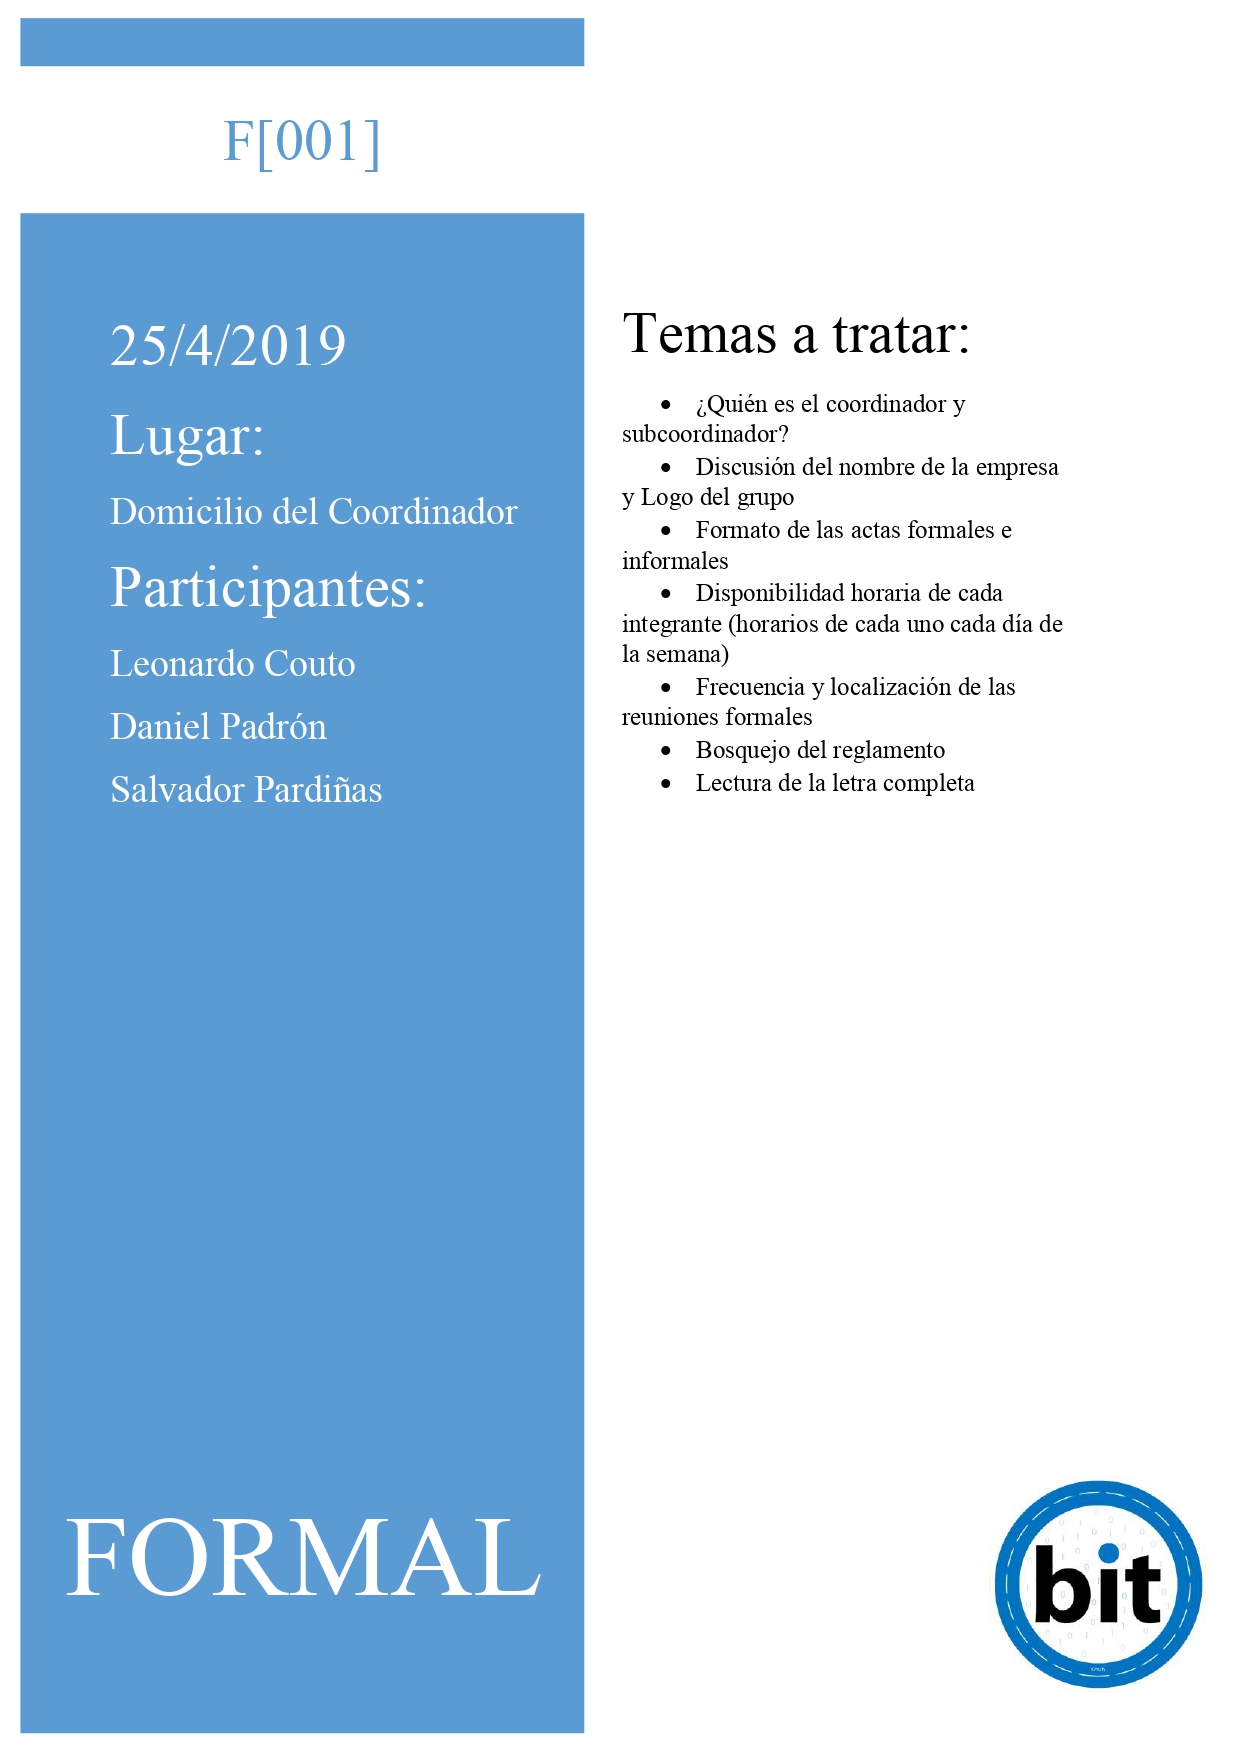 F[001]
25/4/2019
Lugar:
Domicilio del Coordinador
Participantes:
Leonardo Couto
Daniel Padrón
Salvador Pardiñas
FORMAL
Temas a tratar:
• ¿Quién es el coordinador y
subcoordinador?
• Discusión del nombre de la empresa
y Logo del grupo
• Formato de las actas formales e
informales
• Disponibilidad horaria de cada
integrante (horarios de cada uno cada día de
la semana)
• Frecuencia y localización de las
reuniones formales
• Bosquejo del reglamento
• Lectura de la letra completa
bit